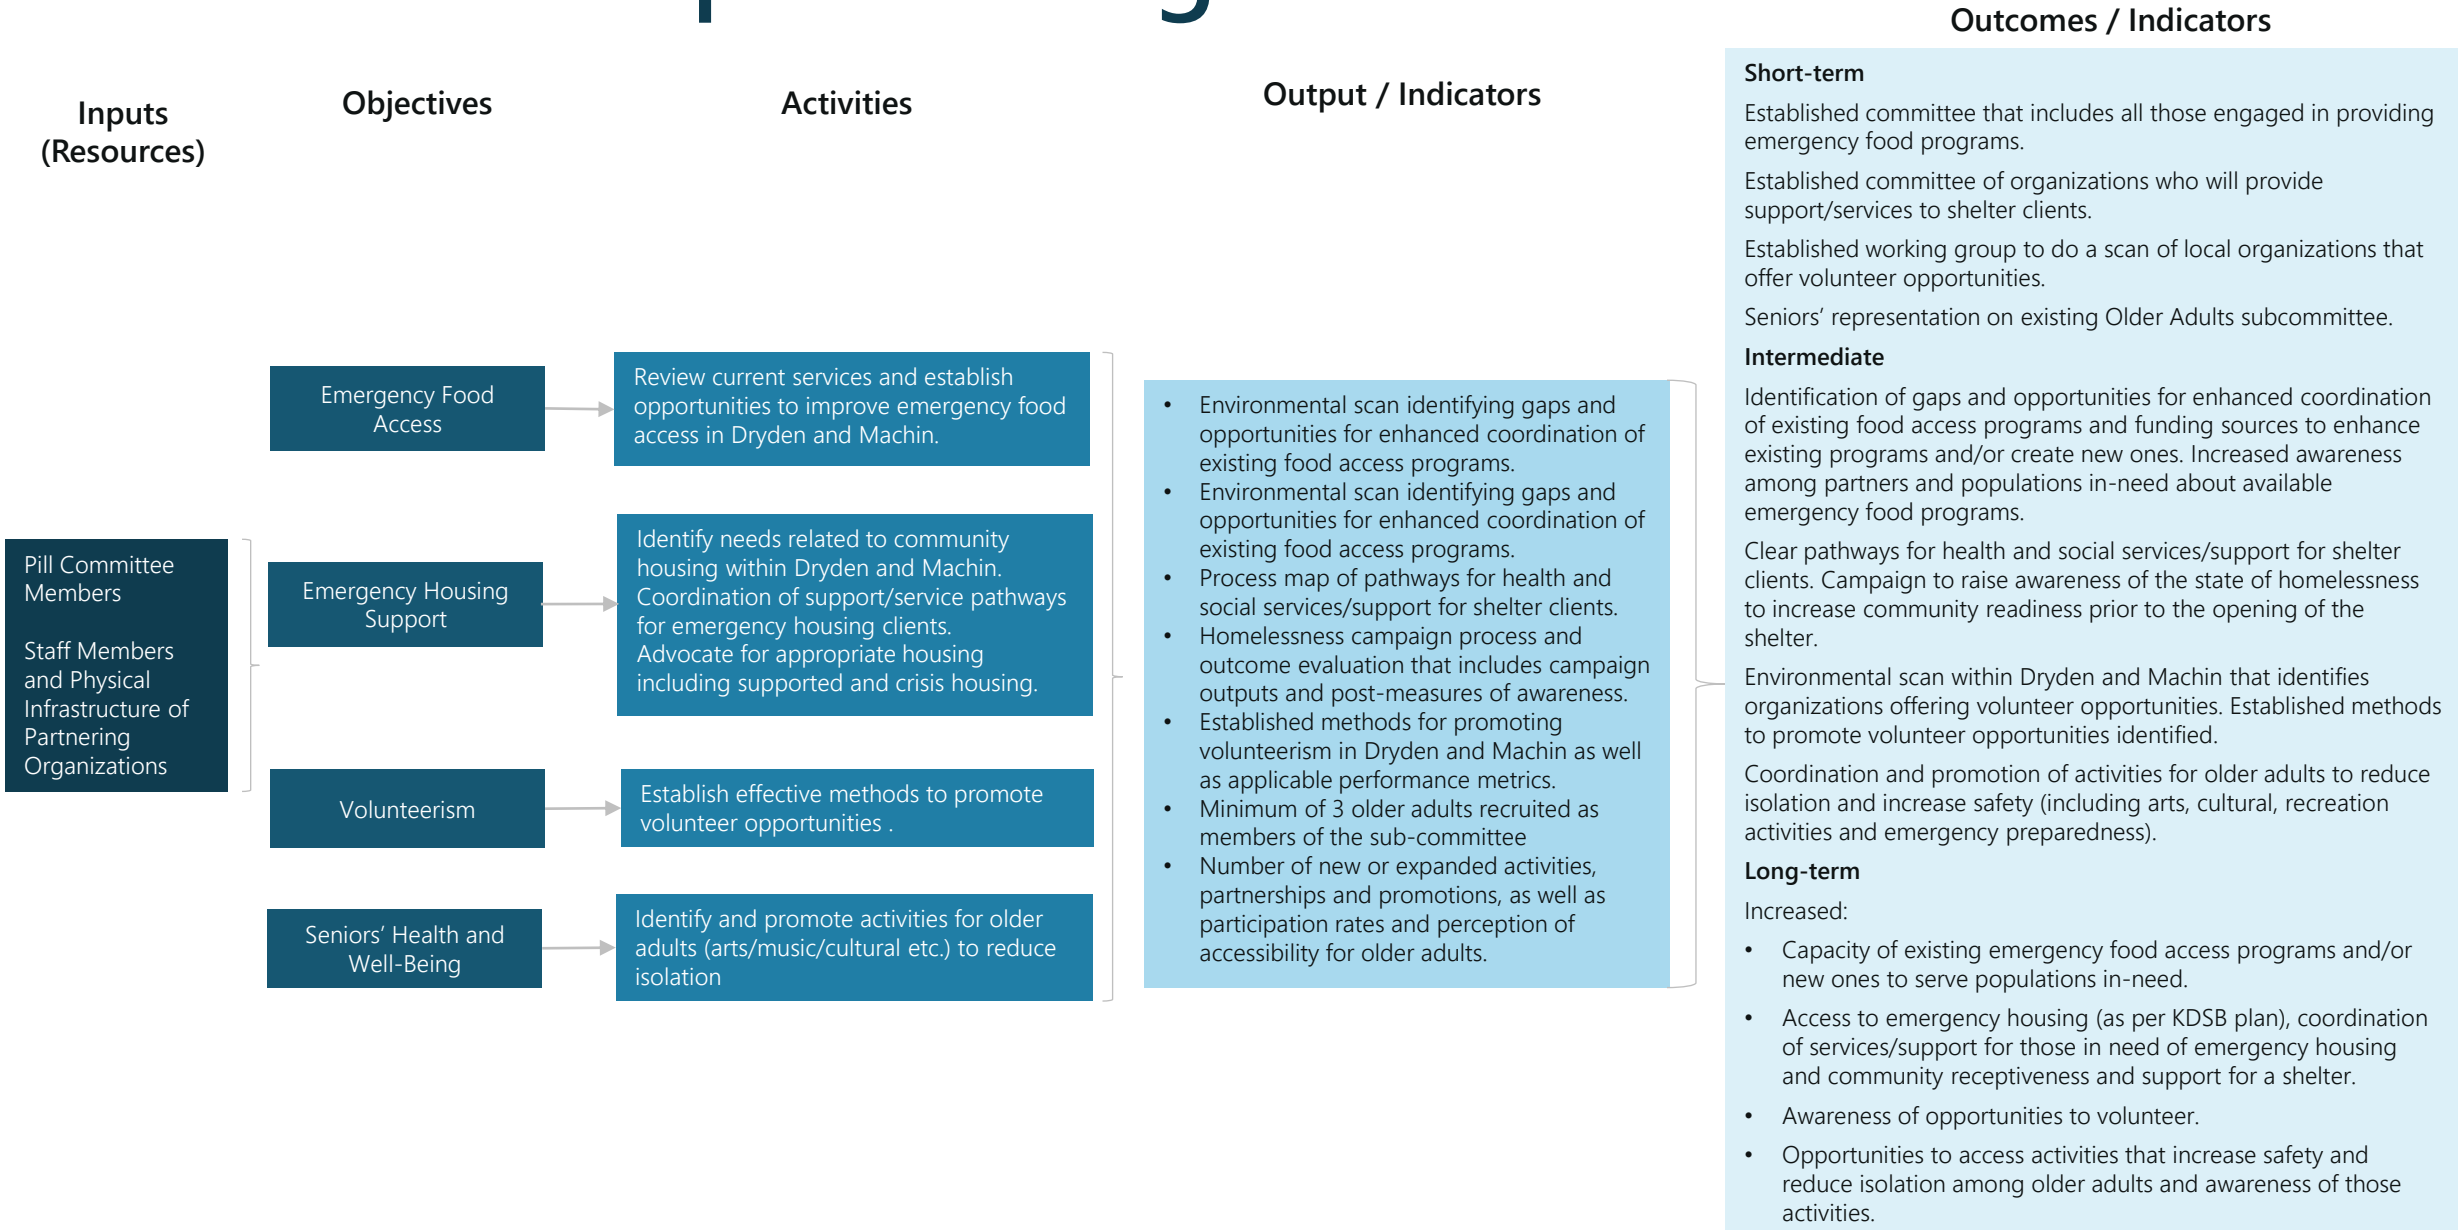 Outcomes / Indicators
Inputs
(Resources)
Objectives
Activities
Output / Indicators
Pill Committee
Members
Staff Members
and Physical
Infrastructure of
Partnering
Organizations
Emergency Food
Access
Emergency Housing
Support
Volunteerism
Seniors’ Health and
Well-Being
Review current services and establish
opportunities to improve emergency food
access in Dryden and Machin.
Identify needs related to community
housing within Dryden and Machin.
Coordination of support/service pathways
for emergency housing clients.
Advocate for appropriate housing
including supported and crisis housing.
Establish effective methods to promote
volunteer opportunities .
Identify and promote activities for older
adults (arts/music/cultural etc.) to reduce
isolation
• Environmental scan identifying gaps and
opportunities for enhanced coordination of
existing food access programs.
• Environmental scan identifying gaps and
opportunities for enhanced coordination of
existing food access programs.
• Process map of pathways for health and
social services/support for shelter clients.
• Homelessness campaign process and
outcome evaluation that includes campaign
outputs and post-measures of awareness.
• Established methods for promoting
volunteerism in Dryden and Machin as well
as applicable performance metrics.
• Minimum of 3 older adults recruited as
members of the sub-committee
• Number of new or expanded activities,
partnerships and promotions, as well as
participation rates and perception of
accessibility for older adults.
Short-term
Established committee that includes all those engaged in providing
emergency food programs.
Established committee of organizations who will provide
support/services to shelter clients.
Established working group to do a scan of local organizations that
offer volunteer opportunities.
Seniors’ representation on existing Older Adults subcommittee.
Intermediate
Identification of gaps and opportunities for enhanced coordination
of existing food access programs and funding sources to enhance
existing programs and/or create new ones. Increased awareness
among partners and populations in-need about available
emergency food programs.
Clear pathways for health and social services/support for shelter
clients. Campaign to raise awareness of the state of homelessness
to increase community readiness prior to the opening of the
shelter.
Environmental scan within Dryden and Machin that identifies
organizations offering volunteer opportunities. Established methods
to promote volunteer opportunities identified.
Coordination and promotion of activities for older adults to reduce
isolation and increase safety (including arts, cultural, recreation
activities and emergency preparedness).
Long-term
Increased:
• Capacity of existing emergency food access programs and/or
new ones to serve populations in-need.
• Access to emergency housing (as per KDSB plan), coordination
of services/support for those in need of emergency housing
and community receptiveness and support for a shelter.
• Awareness of opportunities to volunteer.
• Opportunities to access activities that increase safety and
reduce isolation among older adults and awareness of those
activities.